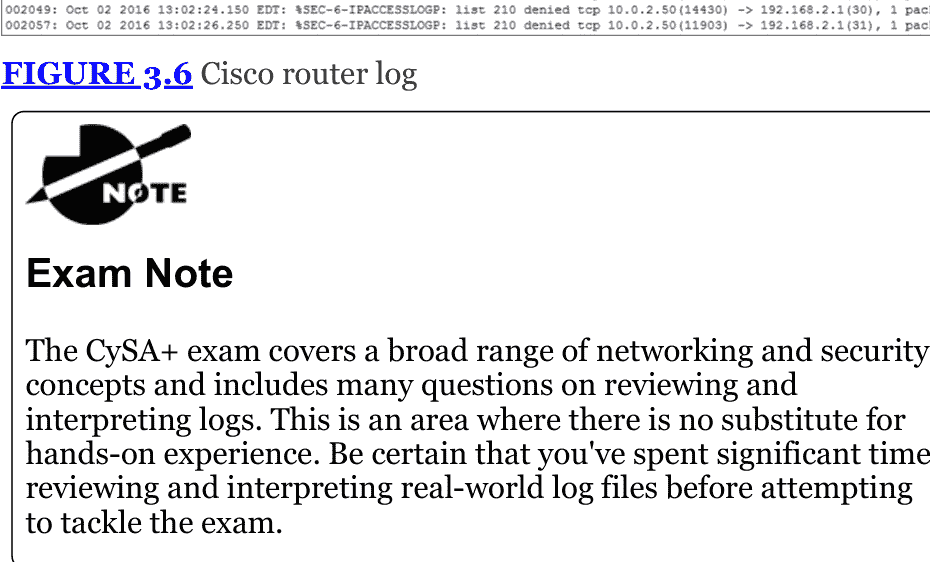 002049: Oct 02 2016 13:02:24.150 EDT: %SEC-6-IPACCESSLOGP: list 210 denied tcp 10.0.2.50(14430) -> 192.168.2.1(30), 1 pac
002057: Oct 02 2016 13:02:26.250 EDT: %SEC-6-IPACCESSLOGP: list 210 denied tcp 10.0.2.50(11903) -> 192.168.2.1(31), 1 pac
FIGURE 3.6 Cisco router log
NOTE
Exam Note
The CySA+ exam covers a broad range of networking and security
concepts and includes many questions on reviewing and
interpreting logs. This is an area where there is no substitute for
hands-on experience. Be certain that you've spent significant time
reviewing and interpreting real-world log files before attempting
to tackle the exam.